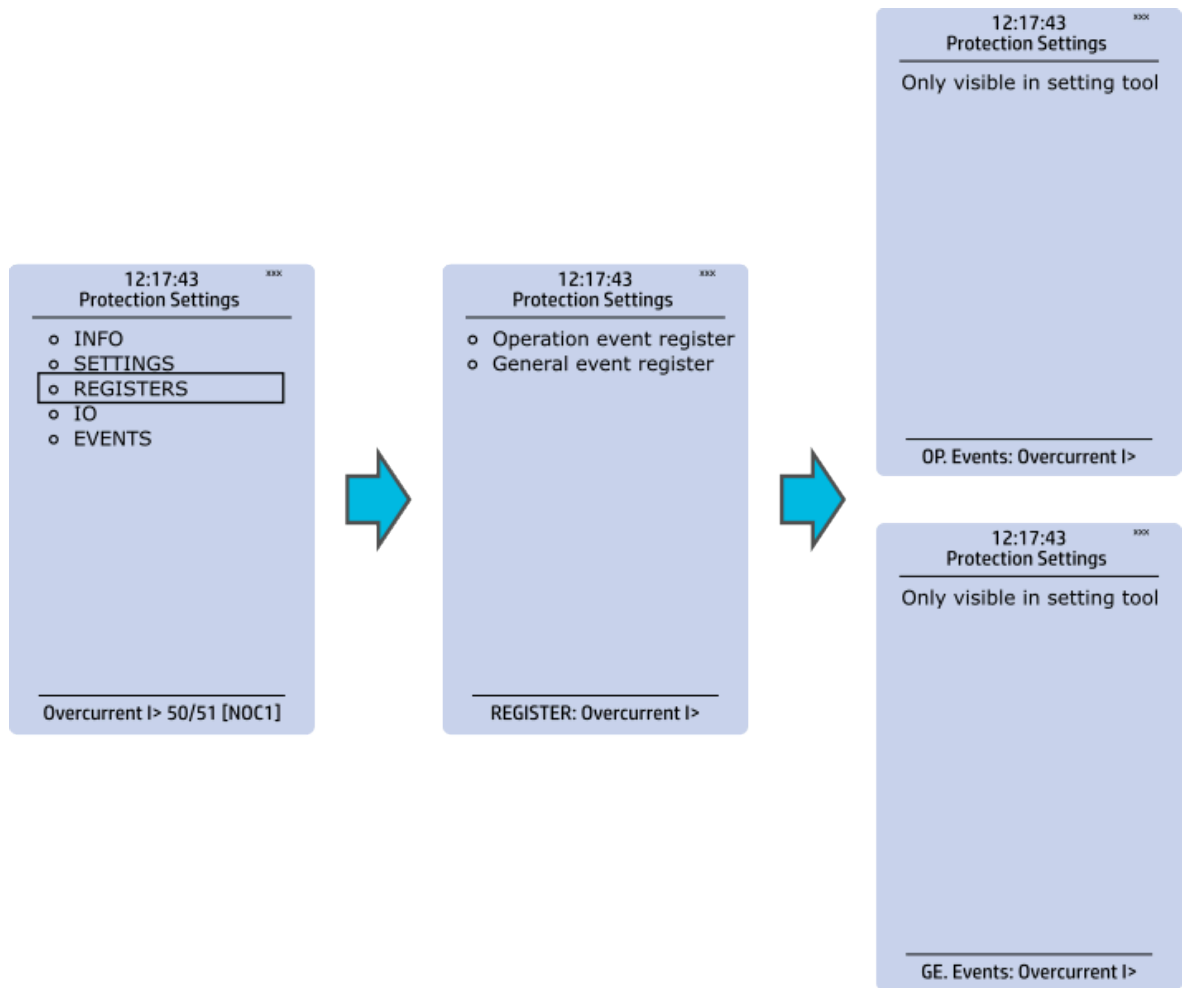 12:17:43 xxx
Protection Settings
INFO
SETTINGS
REGISTERS
IO
EVENTS
Overcurrent I> 50/51 [NOC1]
12:17:43 xxx
Protection Settings
Operation event register
General event register
REGISTER: Overcurrent I>
12:17:43 xxx
Protection Settings
Only visible in setting tool
OP. Events: Overcurrent I>
12:17:43 xxx
Protection Settings
Only visible in setting tool
GE. Events: Overcurrent I>